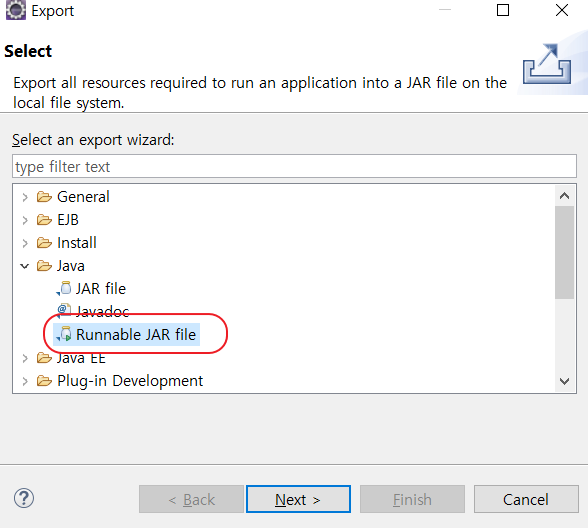 Export
Select
Export all resources required to run an application into a JAR file on the
local file system.
Select an export wizard:
type filter text
General
EJB
Install
Java
JAR file
Javadoc
Runnable JAR file
Java EE
Plug-in Development
?
< Back
Next >
Finish
Cancel